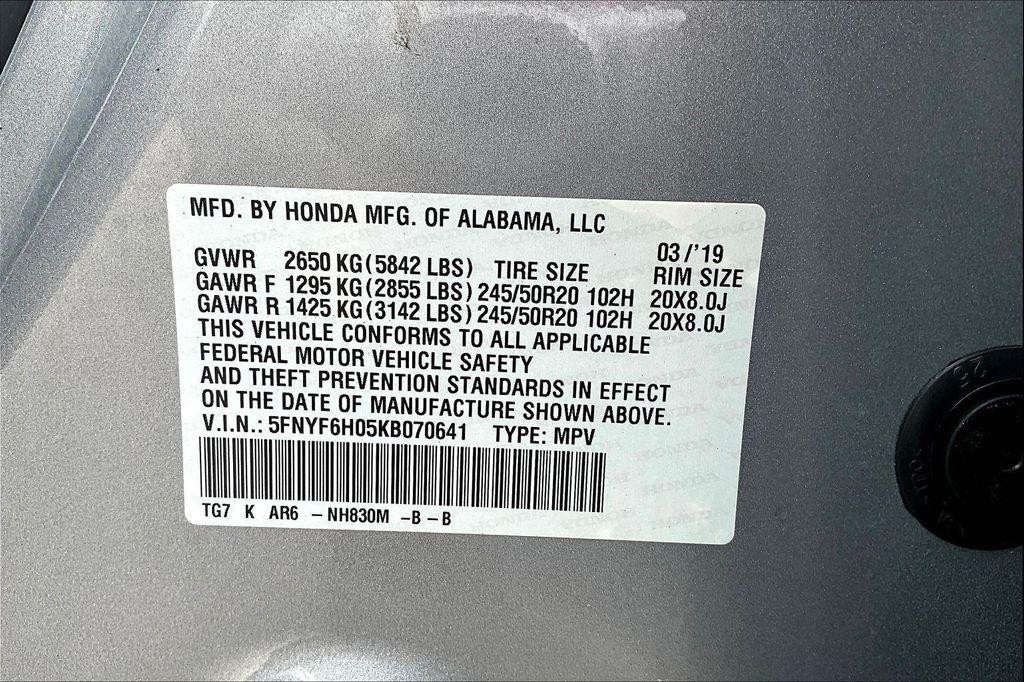 MFD. BY HONDA MFG. OF ALABAMA, LLC
03/'19
GVWR 2650 KG(5842 LBS) TIRE SIZE RIM SIZE
GAWR F 1295 KG(2855 LBS) 245/50R20 102H 20X8.0J
GAWR R 1425 KG(3142 LBS) 245/50R20 102H 20X8.0J
THIS VEHICLE CONFORMS TO ALL APPLICABLE
FEDERAL MOTOR VEHICLE SAFETY
AND THEFT PREVENTION STANDARDS IN EFFECT
ON THE DATE OF MANUFACTURE SHOWN ABOVE.
V.I.N.: 5FNYF6H05KB070641 TYPE: MPV
TG7 K AR6 -NH830M -B-B
25